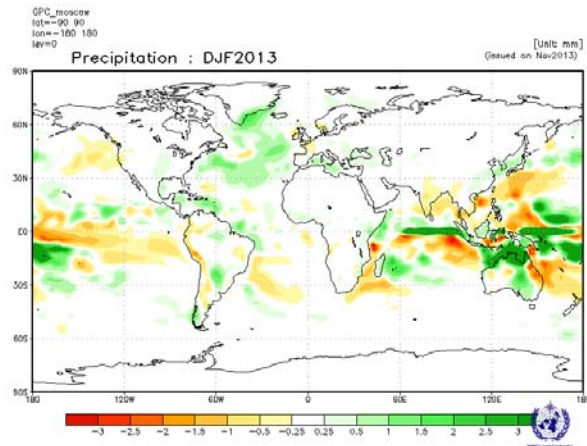 GPC_moscow
lat=-90 90
lon=-180 180
lev=0
[Unit: mm]
Precipitation : DJF2013
(issued on Nov2013)
90N
60N
30N
EQ
30S
60S
90S
180 120W 60W 0 60E 120E 180
-3 -2.5 -2 -1.5 -1 -0.5 -0.25 0.25 0.5 1 1.5 2 2.5 3